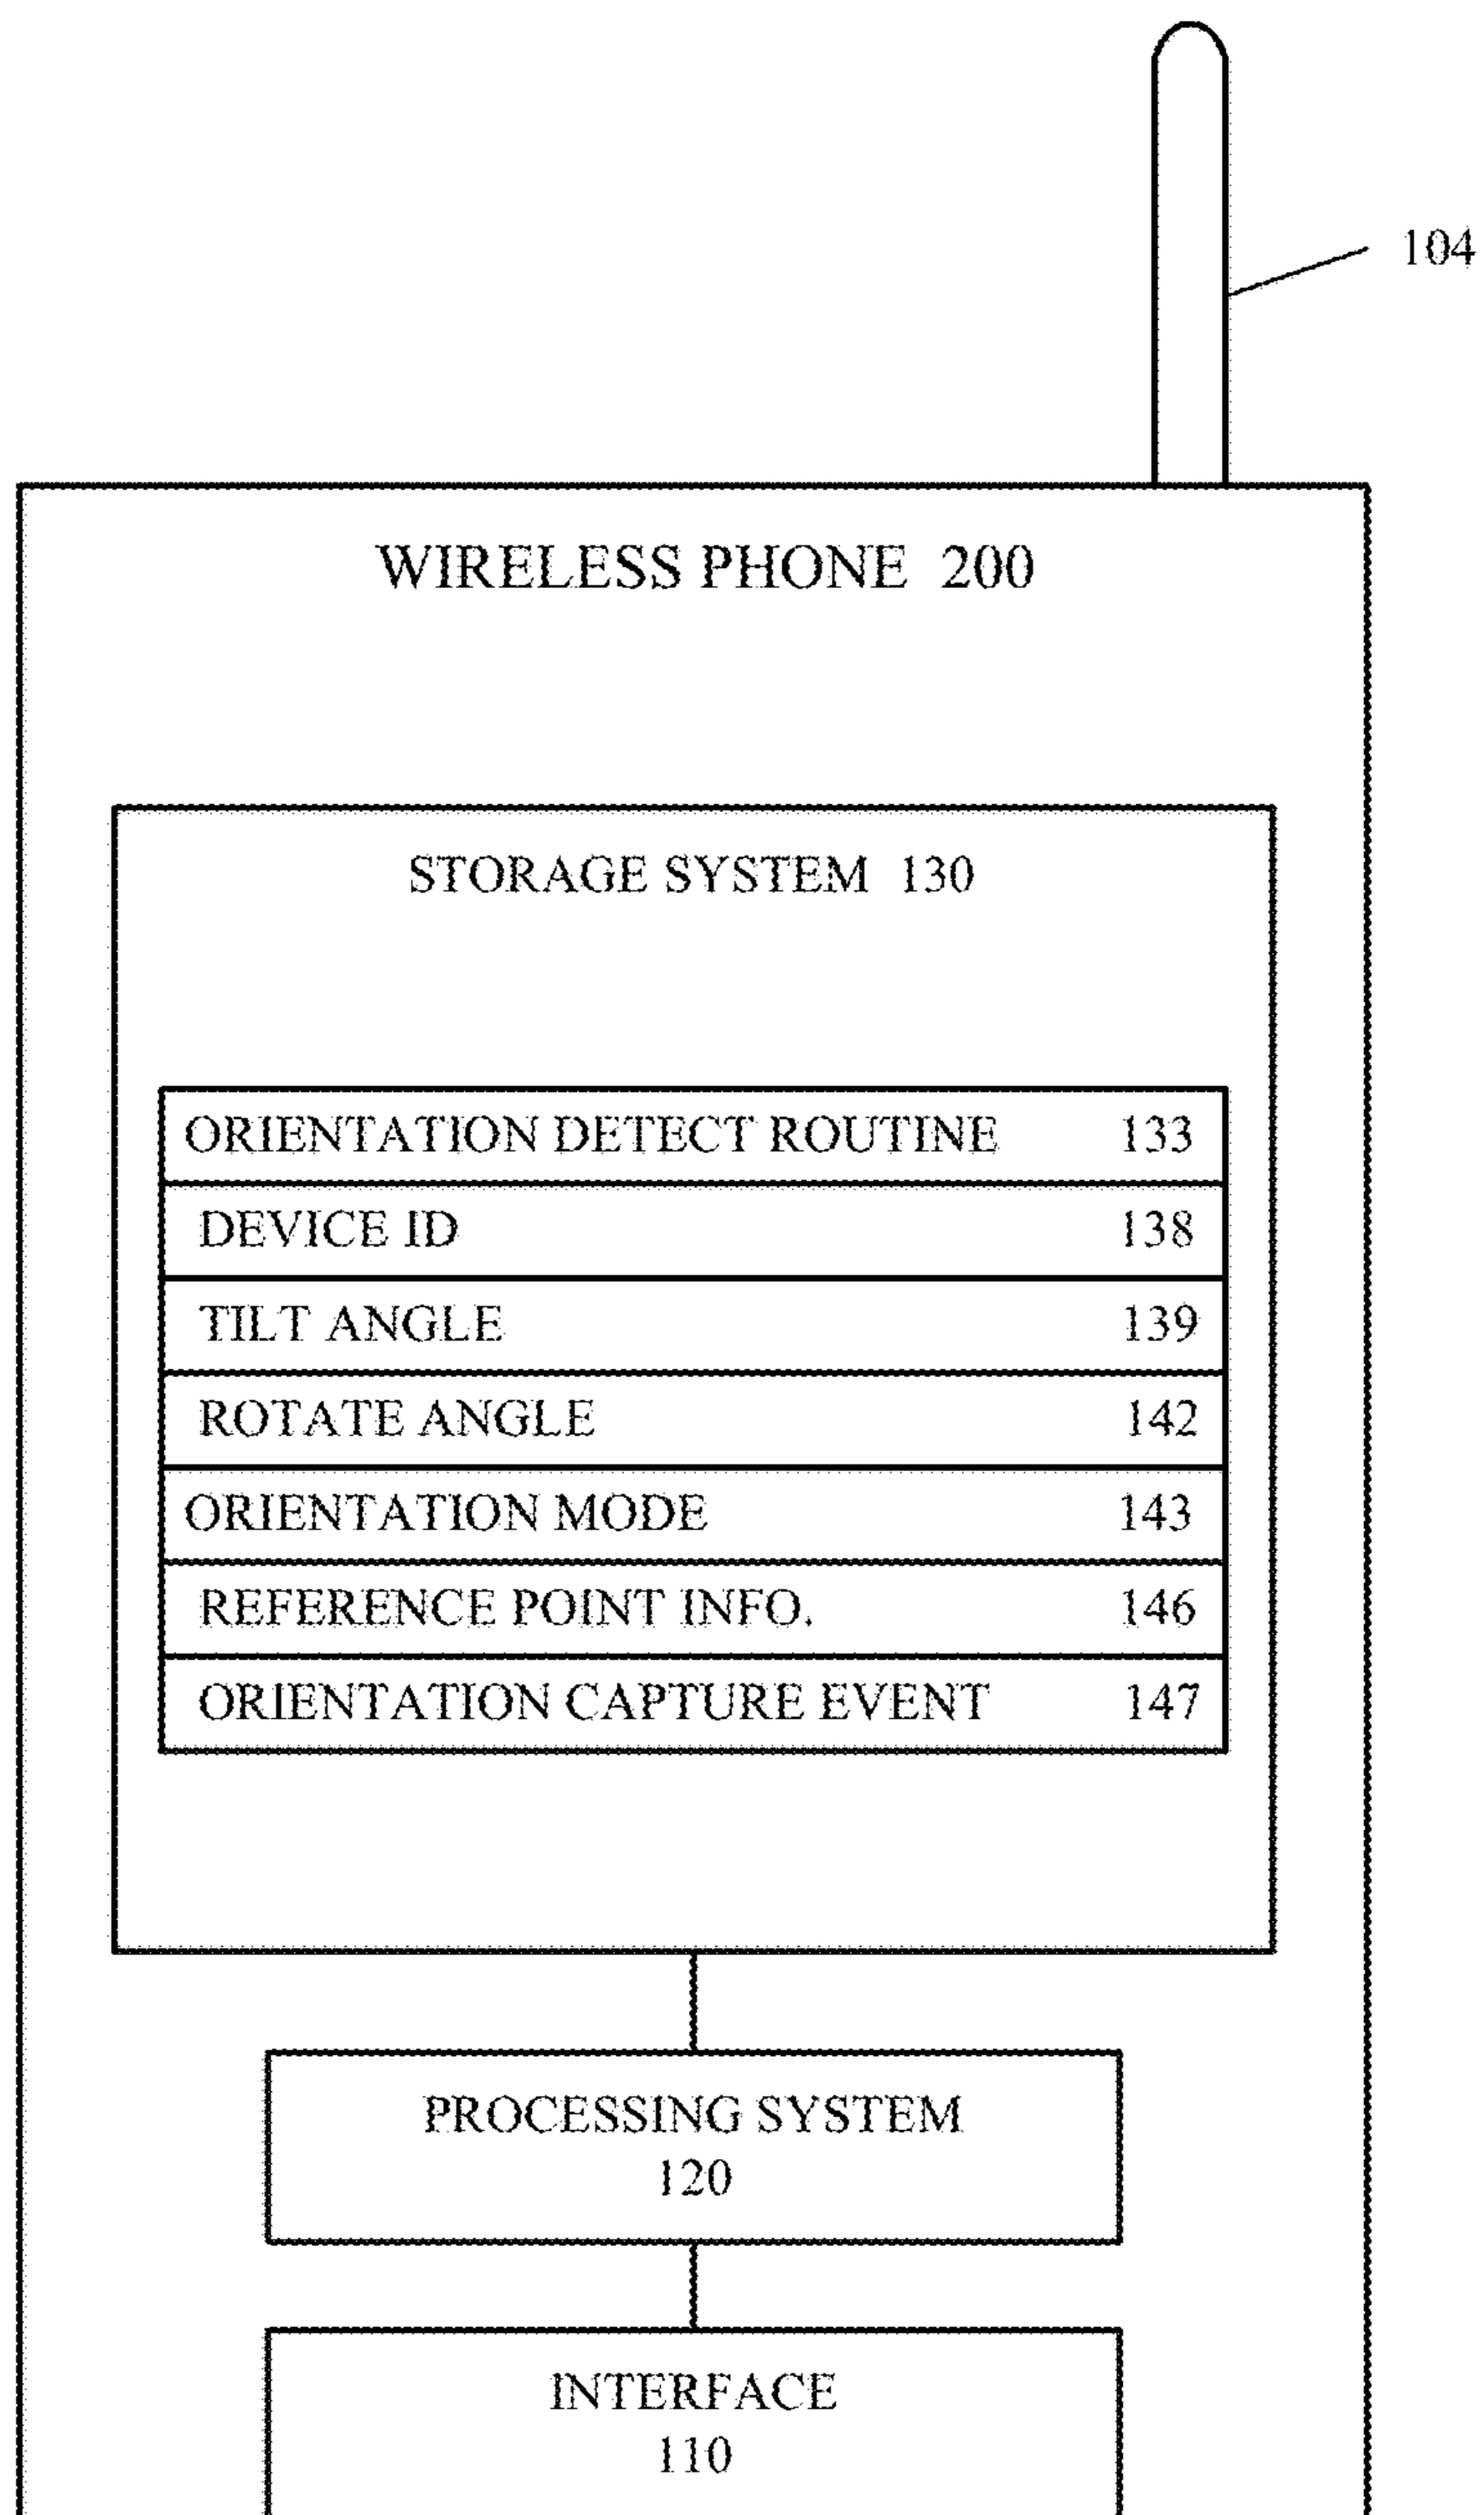 104
WIRELESS PHONE 200
STORAGE SYSTEM 130
ORIENTATION DETECT ROUTINE 133
DEVICE ID 138
TILT ANGLE 139
ROTATE ANGLE 142
ORIENTATION MODE 143
REFERENCE POINT INFO. 146
ORIENTATION CAPTURE EVENT 147
PROCESSING SYSTEM
120
INTERFACE
110